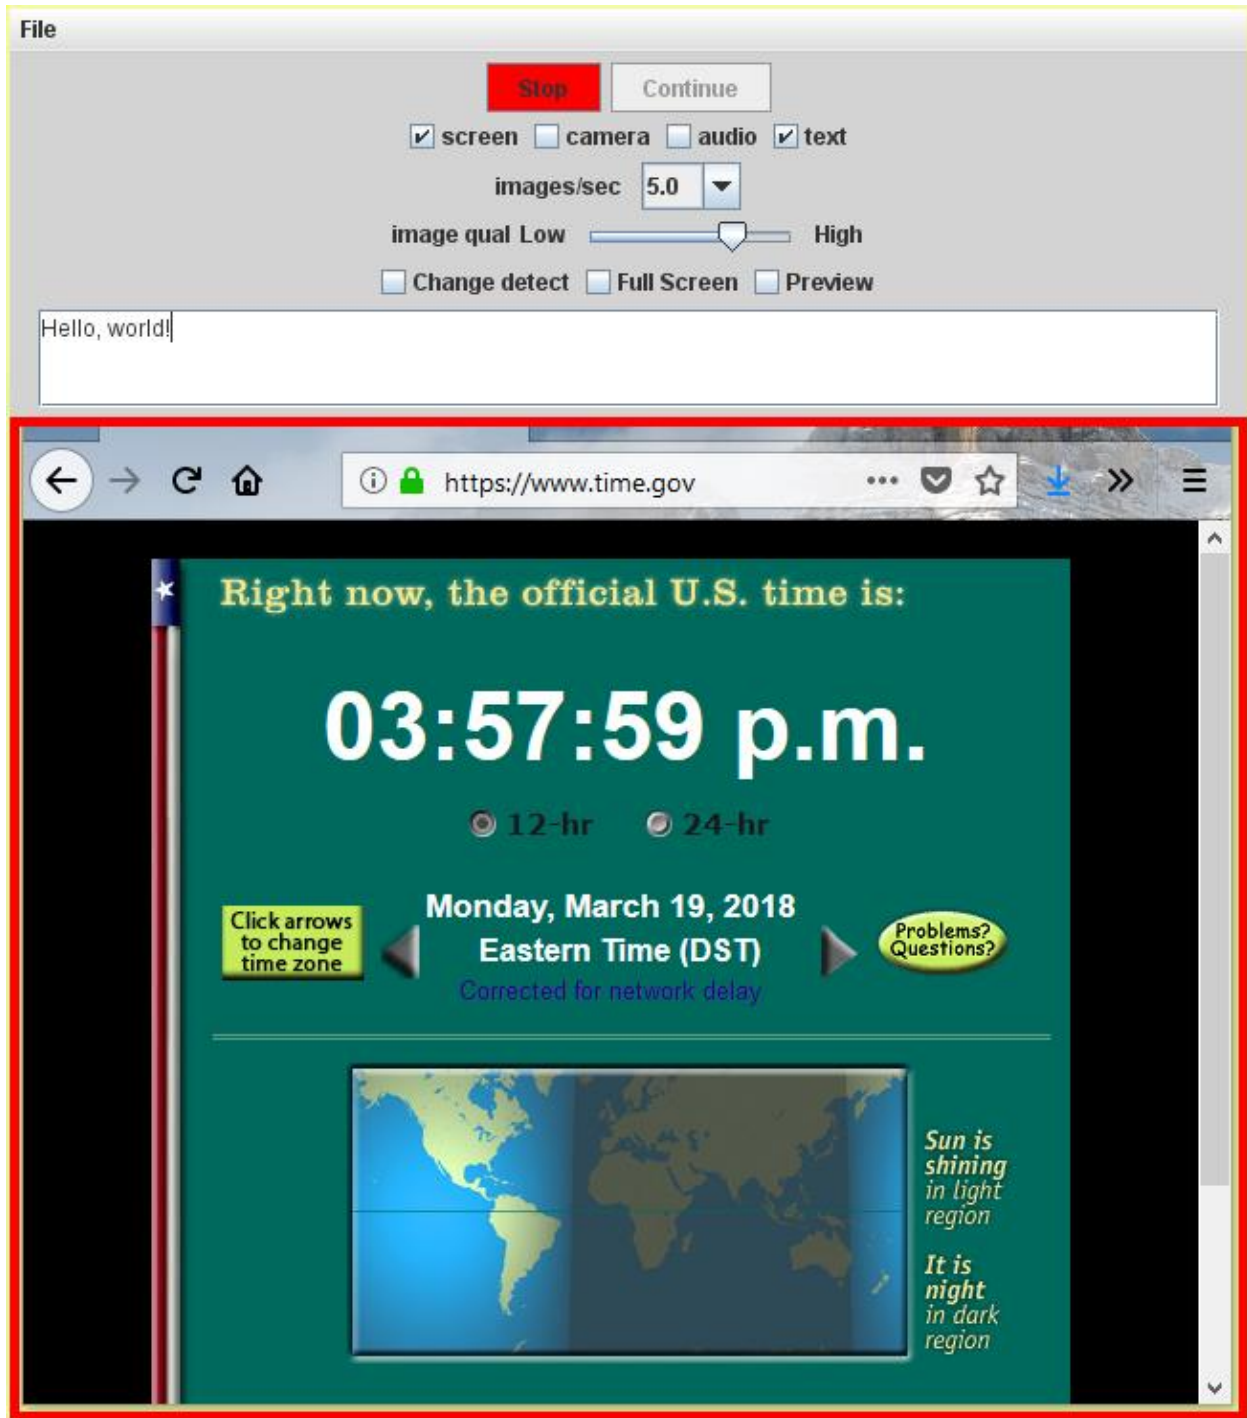 File
Stop Continue
screen camera audio text
images/sec 5.0
image qual Low High
Change detect Full Screen Preview
Hello, world!
https://www.time.gov
Right now, the official U.S. time is:
03:57:59 p.m.
12-hr 24-hr
Click arrows
to change
time zone
Monday, March 19, 2018
Eastern Time (DST)
Corrected for network delay
Problems?
Questions?
Sun is
shining
in light
region
It is
night
in dark
region